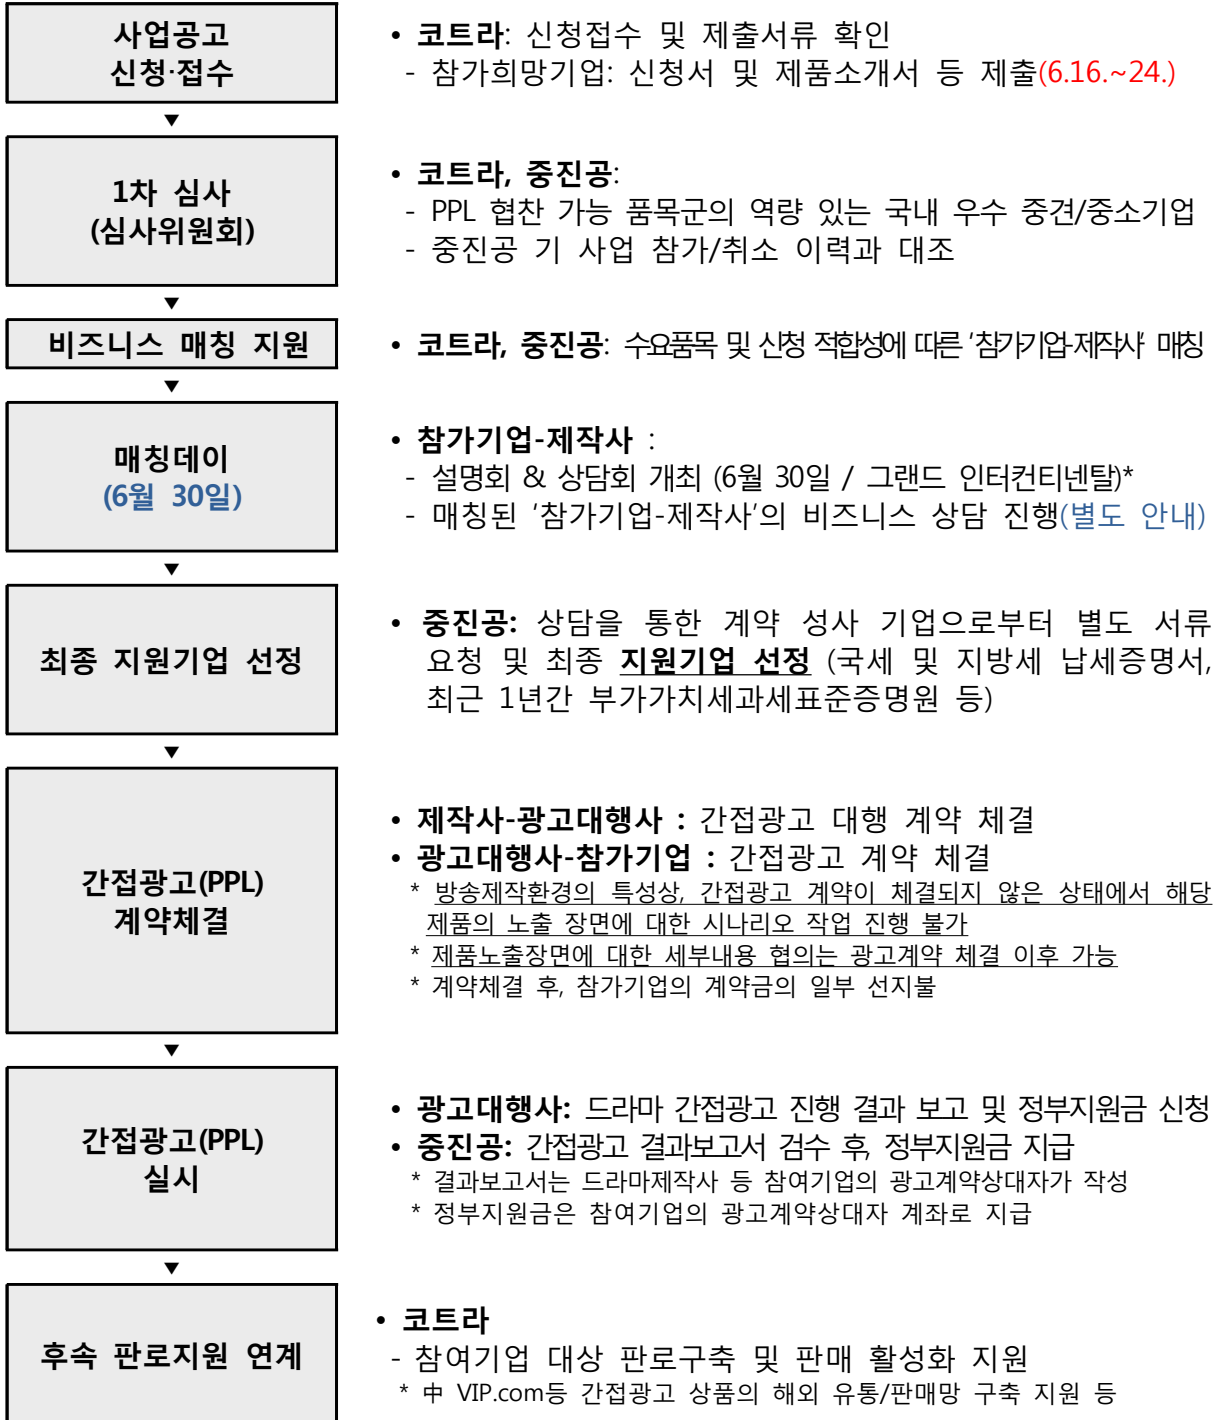 사업공고
신청·접수
• 코트라: 신청접수 및 제출서류 확인
- 참가희망기업: 신청서 및 제품소개서 등 제출(6.16.~24.)
▼
1차 심사
(심사위원회)
• 코트라, 중진공:
- PPL 협찬 가능 품목군의 역량 있는 국내 우수 중견/중소기업
- 중진공 기 사업 참가/취소 이력과 대조
▼
비즈니스 매칭 지원
• 코트라, 중진공: 수요품목 및 신청 적합성에 따른 '참가기업-제작사' 매칭
▼
매칭데이
(6월 30일)
• 참가기업-제작사 :
- 설명회 & 상담회 개최 (6월 30일 / 그랜드 인터컨티넨탈)*
- 매칭된 '참가기업-제작사'의 비즈니스 상담 진행(별도 안내)
▼
최종 지원기업 선정
• 중진공: 상담을 통한 계약 성사 기업으로부터 별도 서류
요청 및 최종 지원기업 선정 (국세 및 지방세 납세증명서,
최근 1년간 부가가치세과세표준증명원 등)
▼
간접광고(PPL)
계약체결
• 제작사-광고대행사 : 간접광고 대행 계약 체결
• 광고대행사-참가기업 : 간접광고 계약 체결
* 방송제작환경의 특성상, 간접광고 계약이 체결되지 않은 상태에서 해당
제품의 노출 장면에 대한 시나리오 작업 진행 불가
* 제품노출장면에 대한 세부내용 협의는 광고계약 체결 이후 가능
* 계약체결 후, 참가기업의 계약금의 일부 선지불
▼
간접광고(PPL)
실시
• 광고대행사: 드라마 간접광고 진행 결과 보고 및 정부지원금 신청
• 중진공: 간접광고 결과보고서 검수 후, 정부지원금 지급
* 결과보고서는 드라마제작사 등 참여기업의 광고계약상대자가 작성
* 정부지원금은 참여기업의 광고계약상대자 계좌로 지급
▼
후속 판로지원 연계
• 코트라
- 참여기업 대상 판로구축 및 판매 활성화 지원
* 中 VIP.com등 간접광고 상품의 해외 유통/판매망 구축 지원 등